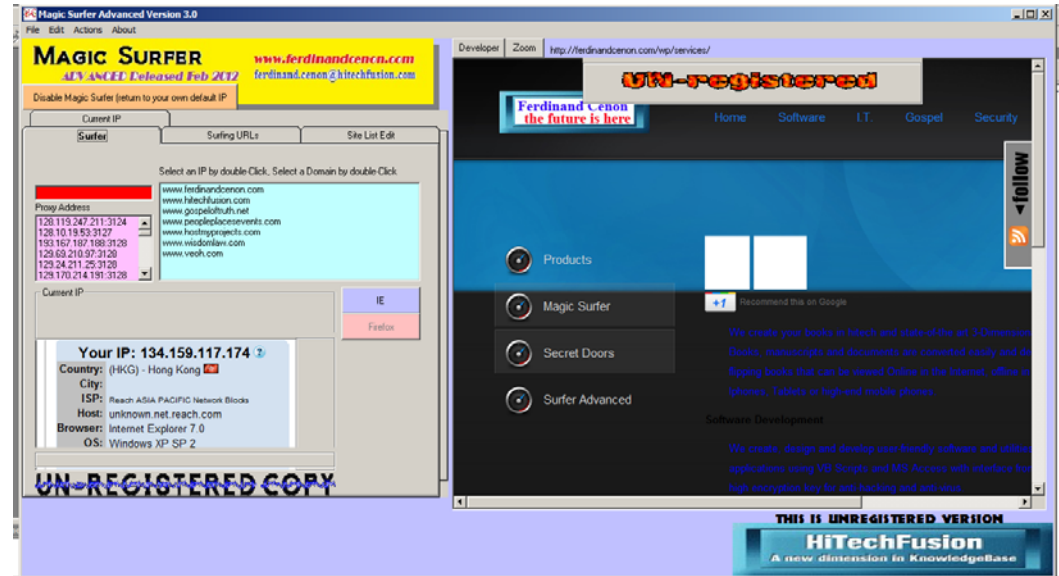 Magic Surfer Advanced Version 3.0
File Edit Actions About
MAGIC SURFER
ADVANCED Released Feb 2012
www.ferdinandcenon.com
ferdinand.cenon@hitechfusion.com
Disable Magic Surfer (return to your own default IP
Current IP
Surfer
Surfing URLs
Site List Edit
Select an IP by double-Click, Select a Domain by double-Click
Proxy Address
128.119.247.211:3124
128.10.19.53:3127
193.167.187.188:3128
129.69.210.97:3128
129.24.211.25:3128
129.170.214.191:3128
www.ferdinandcenon.com
www.hitechfusion.com
www.gospeloftruth.net
www.peopleplacesevents.com
www.hostmyprojects.com
www.wisdomlaw.com
www.veoh.com
Current IP
IE
Firefox
Your IP: 134.159.117.174
Country: (HKG) - Hong Kong
City:
ISP: Reach ASIA PACIFIC Network Blocks
Host: unknown.net.reach.com
Browser: Internet Explorer 7.0
OS: Windows XP SP 2
UN-REGISTERED COPY
Developer
Zoom
http://ferdinandcenon.com/wp/services/
UN-registered
Ferdinand Cenon
the future is here
Home Software I.T. Gospel Security
follow
Products
Magic Surfer
Secret Doors
Surfer Advanced
+1 Recommend this on Google
Software Development
THIS IS UNREGISTERED VERSION
HiTechFusion
A new dimension in KnowledgeBase